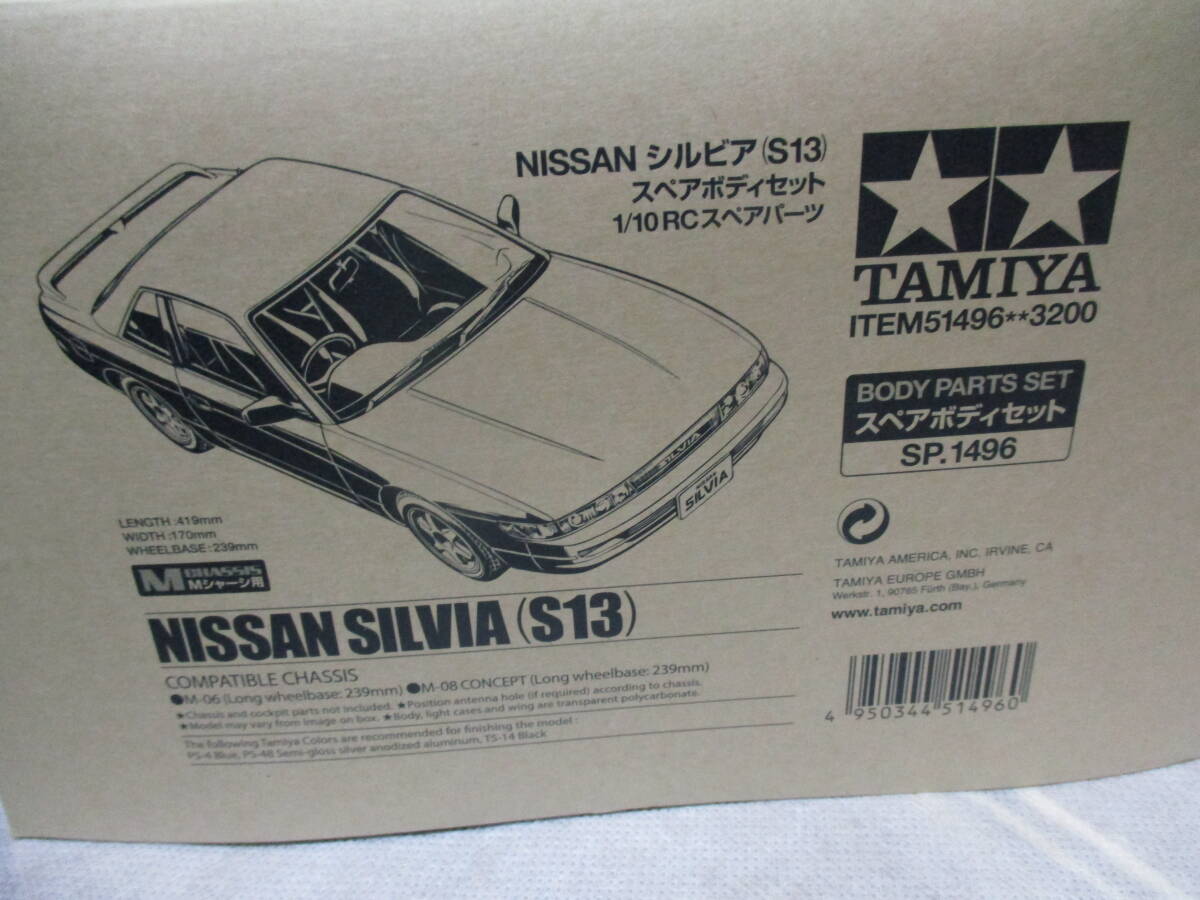 NISSAN シルビア(S13)
スペアボディセット
1/10 RCスペアパーツ
TAMIYA
ITEM51496**3200
BODY PARTS SET
スペアボディセット
SP.1496
SILVIA
SILVIA
LENGTH :419mm
WIDTH :170mm
WHEELBASE : 239mm
M CHASSIS
Mシャーシ用
NISSAN SILVIA (S13)
COMPATIBLE CHASSIS
●M-06 (Long wheelbase: 239mm) ●M-08 CONCEPT (Long wheelbase: 239mm)
★Chassis and cockpit parts not included. ★Position antenna hole (if required) according to chassis.
★Model may vary from image on box. ★Body, light cases and wing are transparent polycarbonate.
The following Tamiya Colors are recommended for finishing the model :
PS-4 Blue, PS-48 Semi-gloss silver anodized aluminum, TS-14 Black
TAMIYA AMERICA, INC. IRVINE, CA
TAMIYA EUROPE GMBH
Werkstr. 1, 90765 Fürth (Bay.), Germany
www.tamiya.com
4 950344 514960